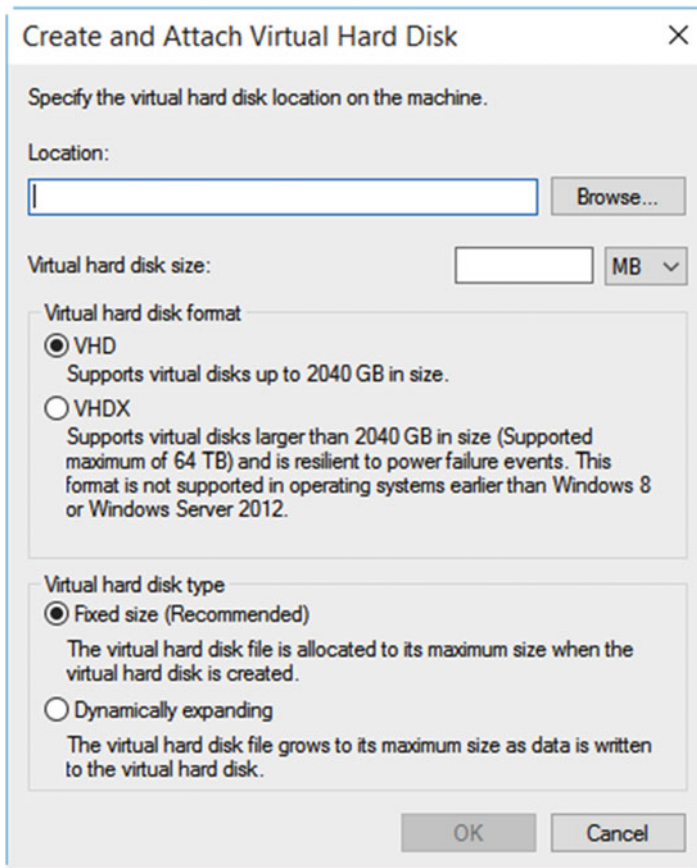 Create and Attach Virtual Hard Disk
Specify the virtual hard disk location on the machine.
Location:
Browse...
Virtual hard disk size:
MB
Virtual hard disk format
VHD
Supports virtual disks up to 2040 GB in size.
VHDX
Supports virtual disks larger than 2040 GB in size (Supported
maximum of 64 TB) and is resilient to power failure events. This
format is not supported in operating systems earlier than Windows 8
or Windows Server 2012.
Virtual hard disk type
Fixed size (Recommended)
The virtual hard disk file is allocated to its maximum size when the
virtual hard disk is created.
Dynamically expanding
The virtual hard disk file grows to its maximum size as data is written
to the virtual hard disk.
OK
Cancel